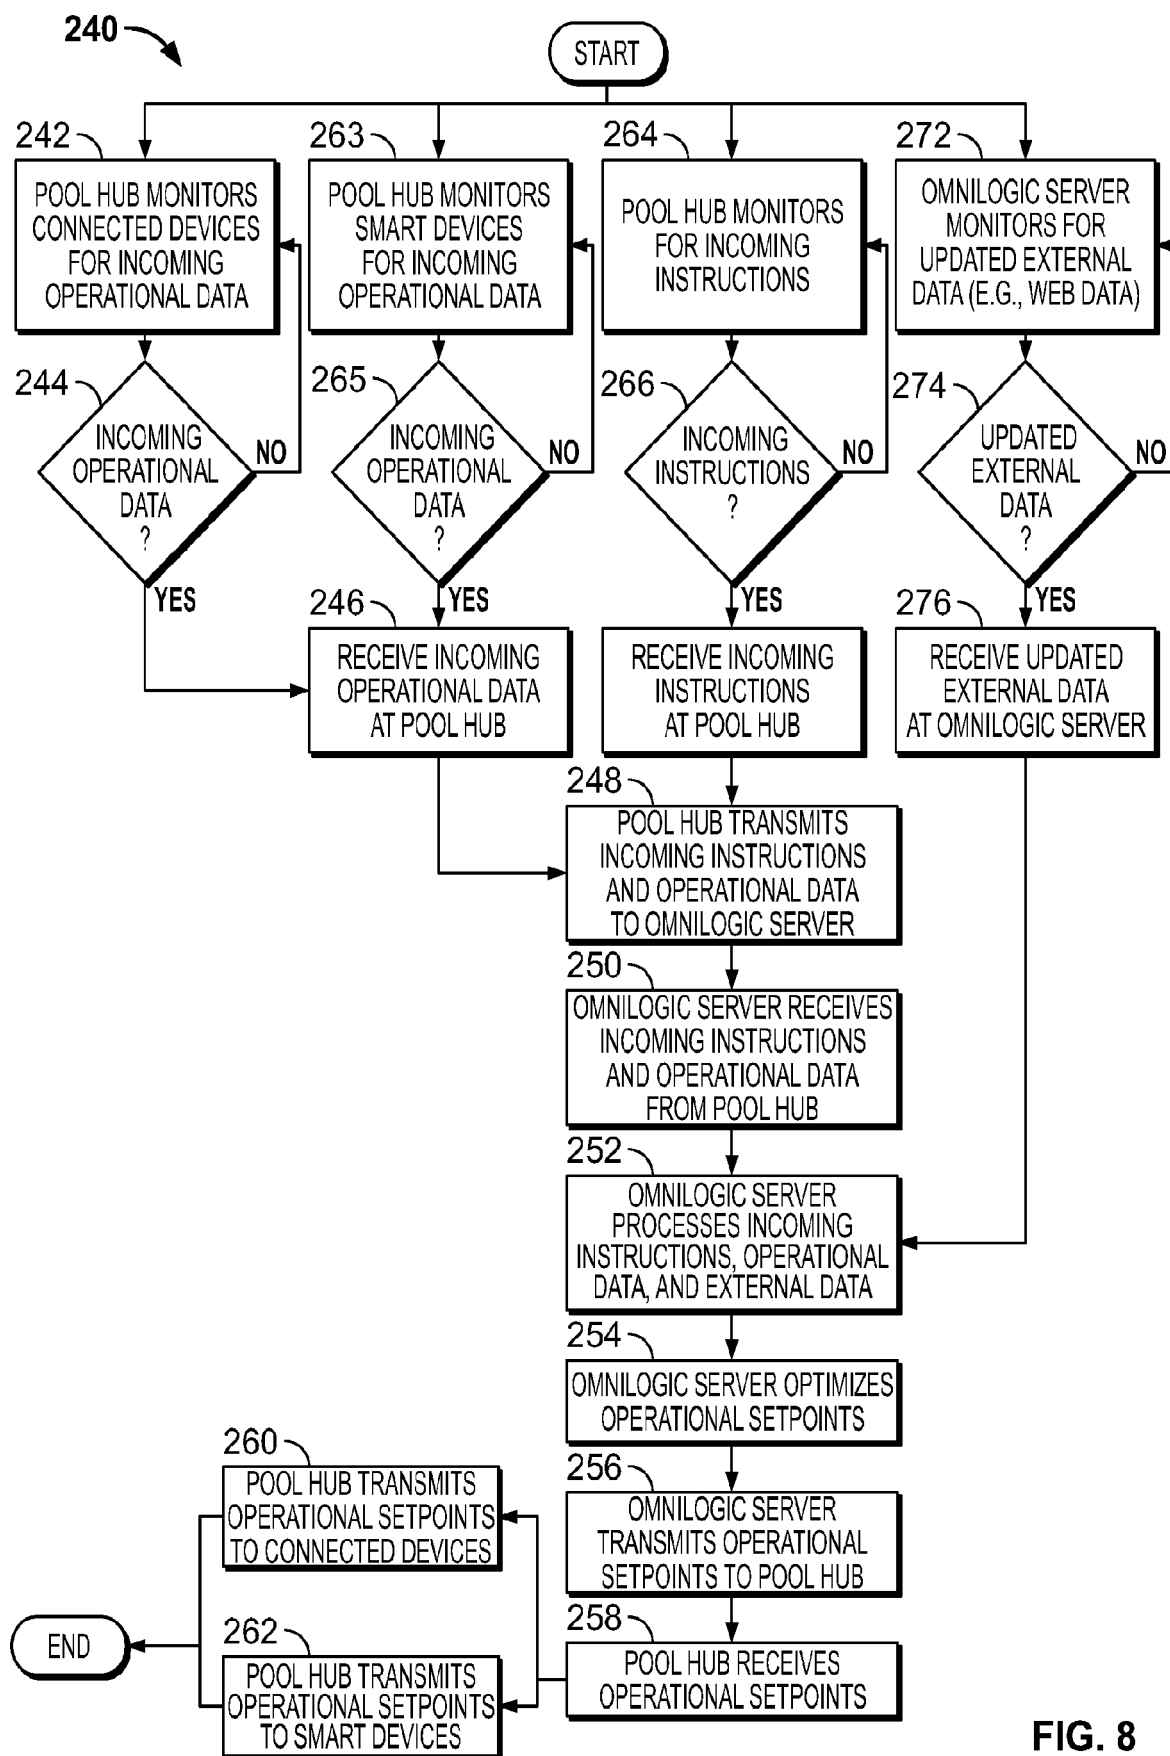 240
START
242
POOL HUB MONITORS
CONNECTED DEVICES
FOR INCOMING
OPERATIONAL DATA
263
POOL HUB MONITORS
SMART DEVICES
FOR INCOMING
OPERATIONAL DATA
264
POOL HUB MONITORS
FOR INCOMING
INSTRUCTIONS
272
OMNILOGIC SERVER
MONITORS FOR
UPDATED EXTERNAL
DATA (E.G., WEB DATA)
244
INCOMING
OPERATIONAL
DATA
?
NO
YES
265
INCOMING
OPERATIONAL
DATA
?
NO
YES
266
INCOMING
INSTRUCTIONS
?
NO
YES
274
UPDATED
EXTERNAL
DATA
?
NO
YES
246
RECEIVE INCOMING
OPERATIONAL DATA
AT POOL HUB
RECEIVE INCOMING
INSTRUCTIONS
AT POOL HUB
276
RECEIVE UPDATED
EXTERNAL DATA
AT OMNILOGIC SERVER
248
POOL HUB TRANSMITS
INCOMING INSTRUCTIONS
AND OPERATIONAL DATA
TO OMNILOGIC SERVER
250
OMNILOGIC SERVER RECEIVES
INCOMING INSTRUCTIONS
AND OPERATIONAL DATA
FROM POOL HUB
252
OMNILOGIC SERVER
PROCESSES INCOMING
INSTRUCTIONS, OPERATIONAL
DATA, AND EXTERNAL DATA
254
OMNILOGIC SERVER OPTIMIZES
OPERATIONAL SETPOINTS
256
OMNILOGIC SERVER
TRANSMITS OPERATIONAL
SETPOINTS TO POOL HUB
258
POOL HUB RECEIVES
OPERATIONAL SETPOINTS
260
POOL HUB TRANSMITS
OPERATIONAL SETPOINTS
TO CONNECTED DEVICES
262
POOL HUB TRANSMITS
OPERATIONAL SETPOINTS
TO SMART DEVICES
END
FIG. 8